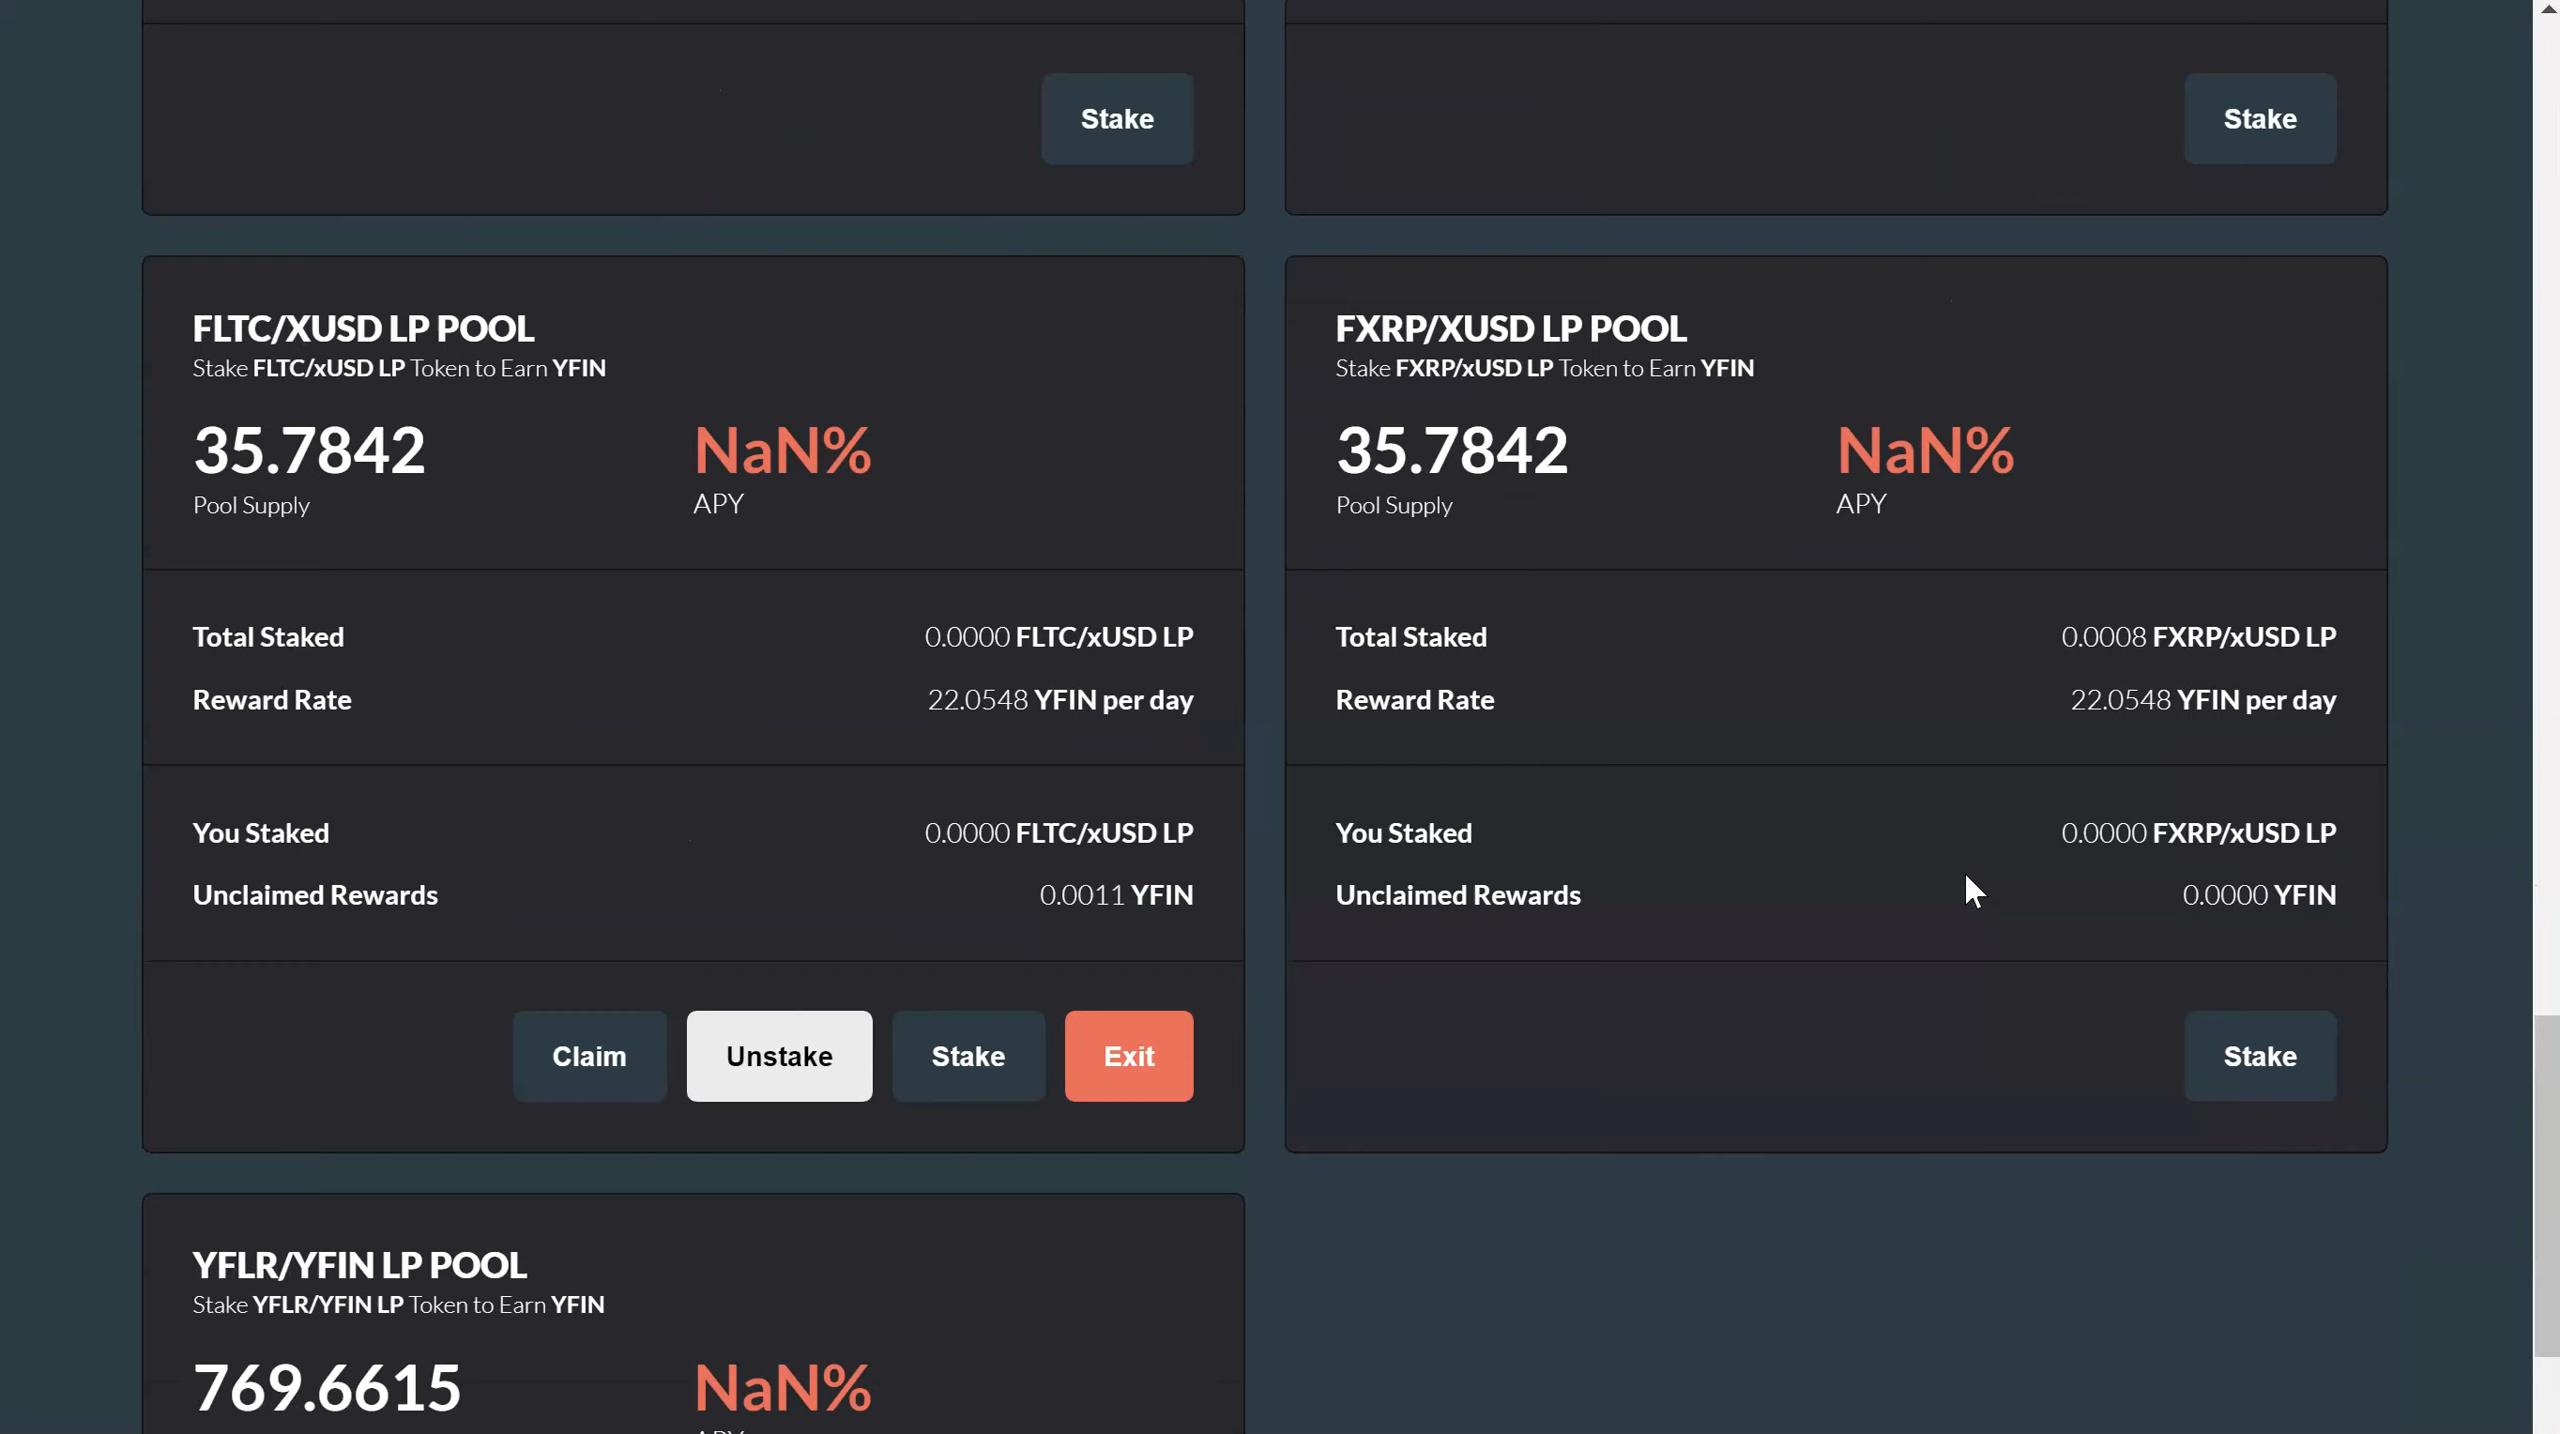 Stake
Stake
FLTC/XUSD LP POOL
Stake FLTC/xUSD LP Token to Earn YFIN
35.7842
NaN%
Pool Supply
APY
Total Staked
0.0000 FLTC/xUSD LP
Reward Rate
22.0548 YFIN per day
You Staked
0.0000 FLTC/xUSD LP
Unclaimed Rewards
0.0011 YFIN
Claim
Unstake
Stake
Exit
FXRP/XUSD LP POOL
Stake FXRP/xUSD LP Token to Earn YFIN
35.7842
NaN%
Pool Supply
APY
Total Staked
0.0008 FXRP/xUSD LP
Reward Rate
22.0548 YFIN per day
You Staked
0.0000 FXRP/xUSD LP
Unclaimed Rewards
0.0000 YFIN
Stake
YFLR/YFIN LP POOL
Stake YFLR/YFIN LP Token to Earn YFIN
769.6615
NaN%